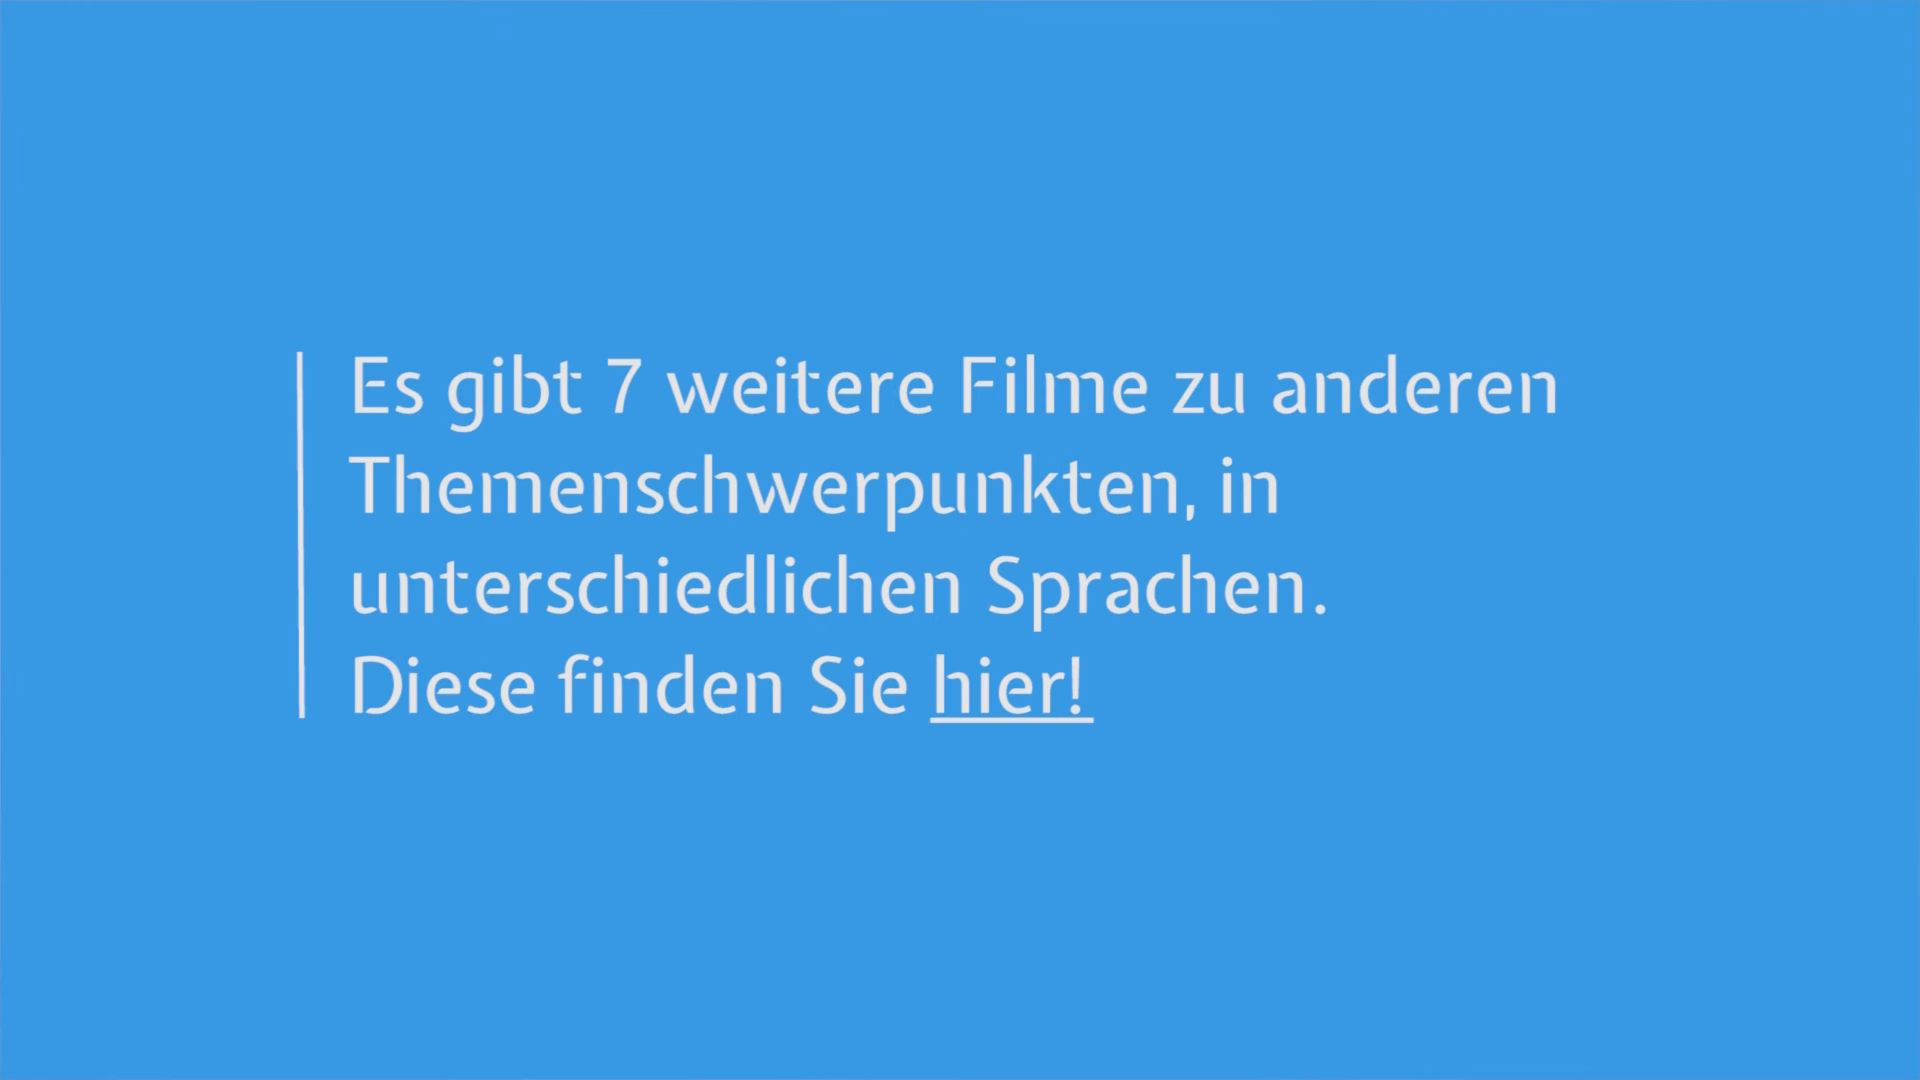 Es gibt 7 weitere Filme zu anderen
Themenschwerpunkten, in
unterschiedlichen Sprachen.
Diese finden Sie hier!